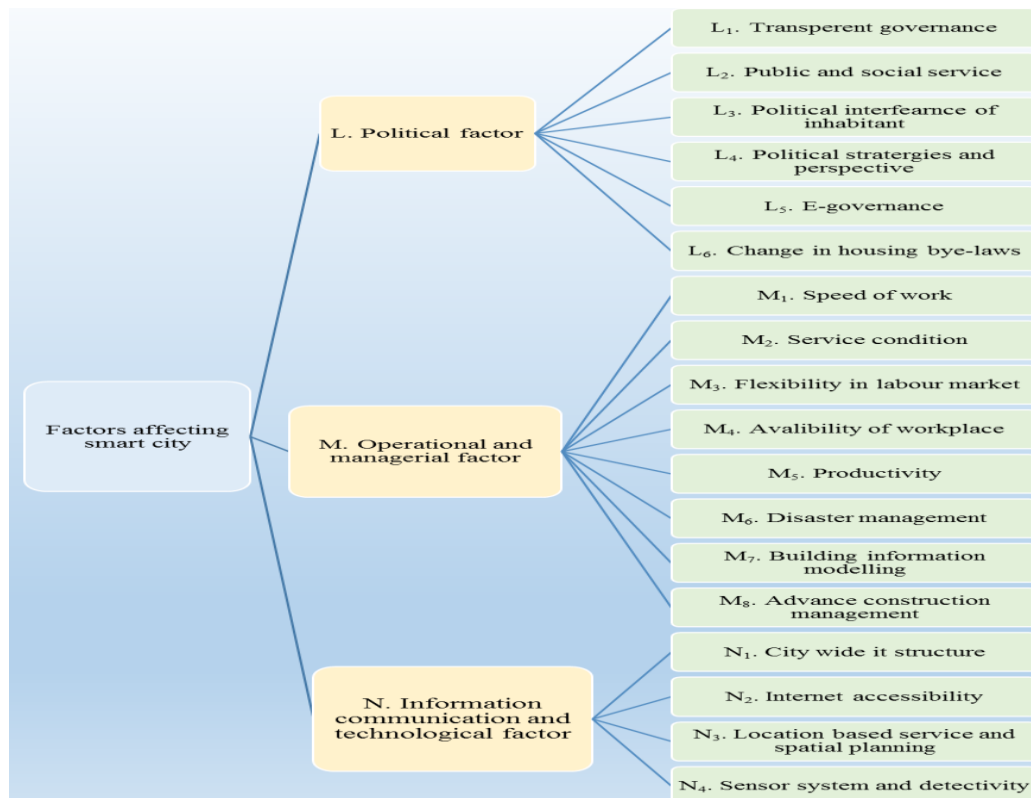 Factors affecting
smart city
L. Political factor
L₁. Transperent governance
L₂. Public and social service
L₃. Political interfearnce of
inhabitant
L₄. Political stratergies and
perspective
L₅. E-governance
L₆. Change in housing bye-laws
M. Operational and
managerial factor
M₁. Speed of work
M₂. Service condition
M₃. Flexibility in labour market
M₄. Avalibility of workplace
M₅. Productivity
M₆. Disaster management
M₇. Building information
modelling
M₈. Advance construction
management
N. Information
communication and
technological factor
N₁. City wide it structure
N₂. Internet accessibility
N₃. Location based service and
spatial planning
N₄. Sensor system and detectivity